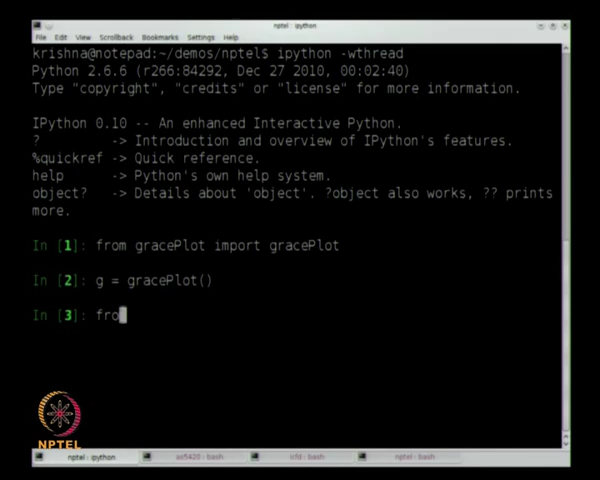 nptel : ipython
File Edit View Scrollback Bookmarks Settings Help
krishna@notepad:~/demos/nptel$ ipython -wthread
Python 2.6.6 (r266:84292, Dec 27 2010, 00:02:40)
Type "copyright", "credits" or "license" for more information.
IPython 0.10 -- An enhanced Interactive Python.
? -> Introduction and overview of IPython's features.
%quickref -> Quick reference.
help -> Python's own help system.
object? -> Details about 'object'. ?object also works, ?? prints
more.
In [1]: from gracePlot import gracePlot
In [2]: g = gracePlot()
In [3]: fro
NPTEL
nptel : ipython as5420 : bash xfd : bash nptel : bash